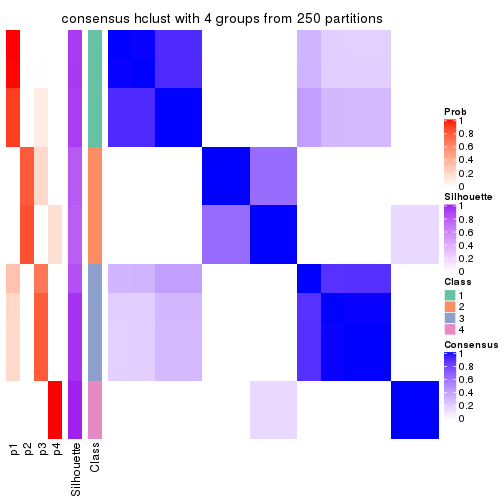 consensus hclust with 4 groups from 250 partitions
Prob
1
0.8
0.6
0.4
0.2
0
Silhouette
1
0.8
0.6
0.4
0.2
0
Class
1
2
3
4
Consensus
1
0.8
0.6
0.4
0.2
0
p1
p2
p3
p4
Silhouette
Class